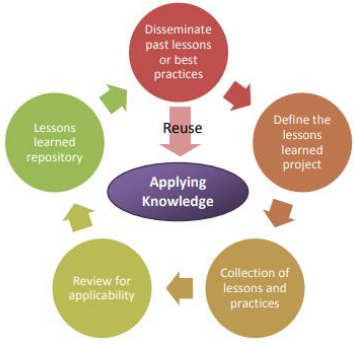 Disseminate
past lessons
or best
practices
Reuse
Define the
lessons
learned
project
Lessons
learned
repository
Applying
Knowledge
Review for
applicability
Collection of
lessons and
practices